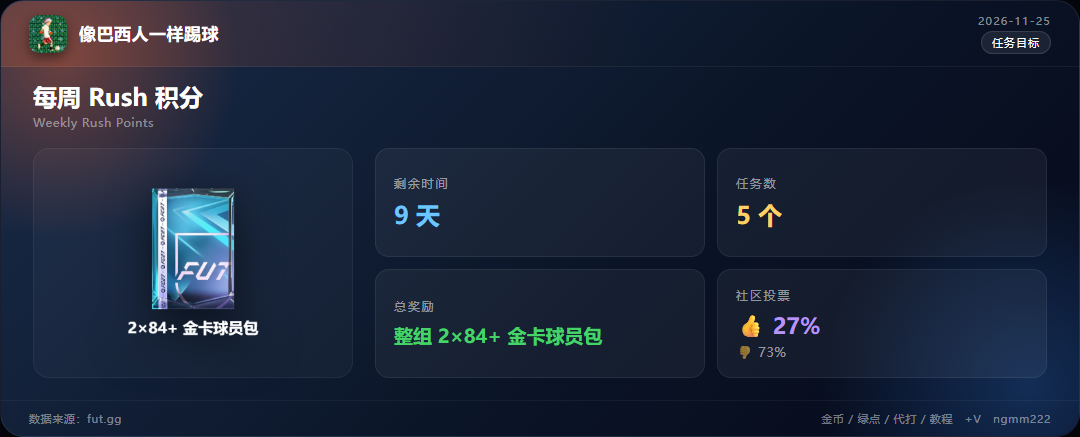 像巴西人一样踢球
2026-11-25
任务目标
每周 Rush 积分
Weekly Rush Points
FUT
2×84+ 金卡球员包
剩余时间
9 天
任务数
5 个
总奖励
整组 2×84+ 金卡球员包
社区投票
👍 27%
👎 73%
数据来源：fut.gg
金币 / 绿点 / 代打 / 教程 +V ngmm222